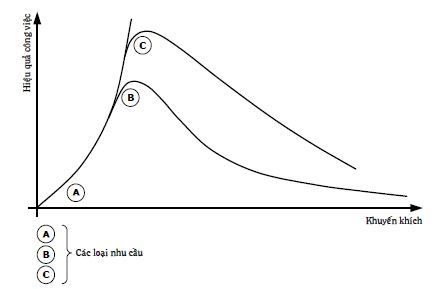 Hiệu quả công việc
C
B
A
Khuyến khích
A
B
C
Các loại nhu cầu